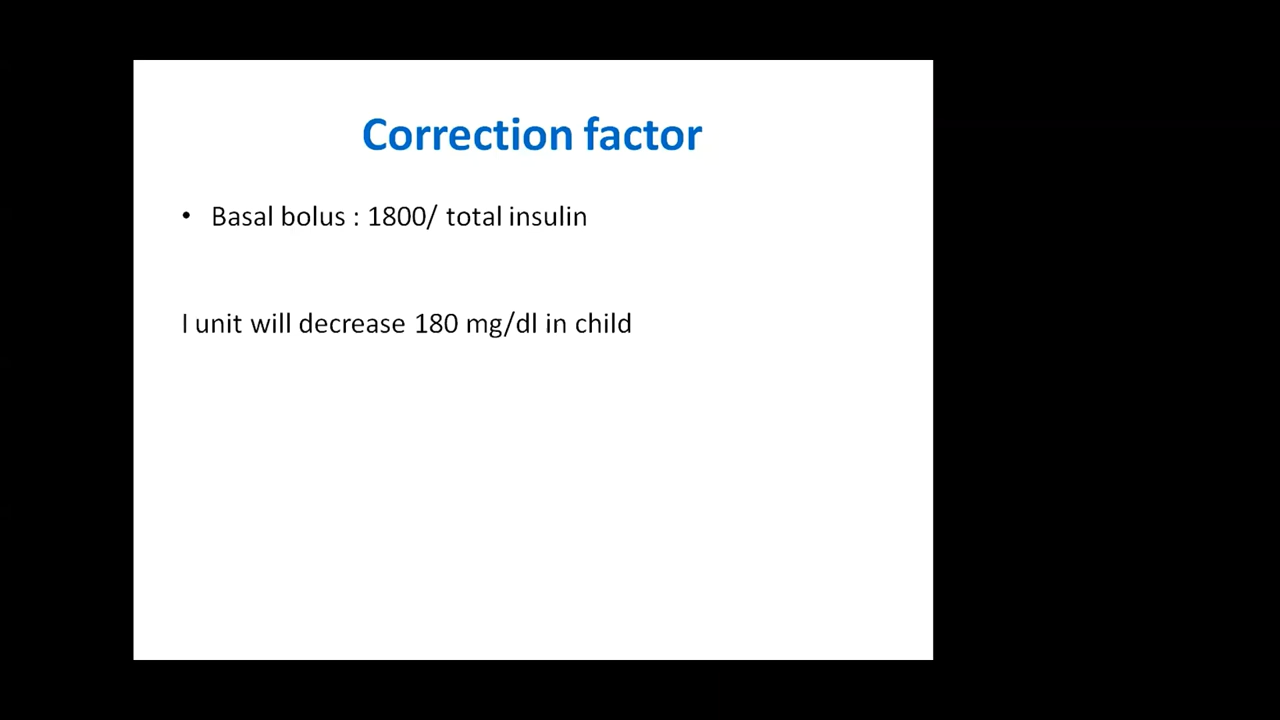 Correction factor
• Basal bolus : 1800/ total insulin
I unit will decrease 180 mg/dl in child